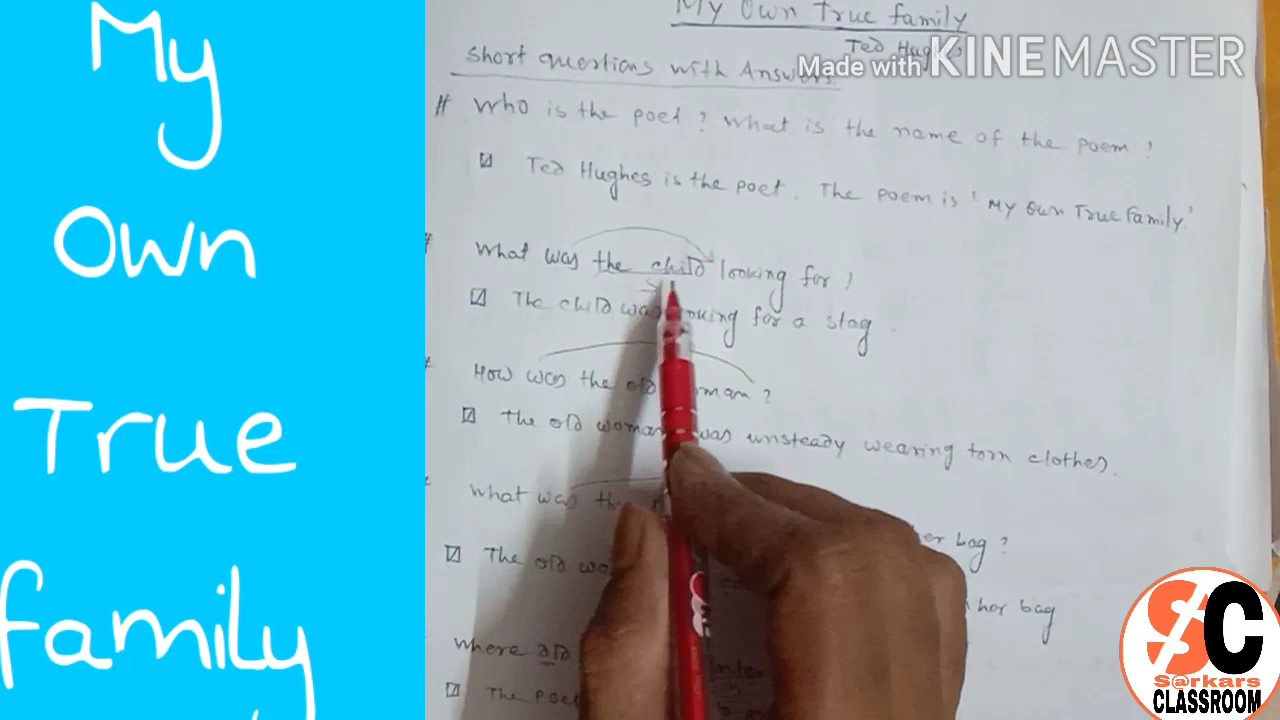 My
Own
True
family
My Own True family
Ted Hughes
Made with KINEMASTER
Short questions with Answers.
# Who is the poet? What is the name of the poem?
Ted Hughes is the poet. The poem is 'My Own True Family.'
# What was the child looking for?
The child was looking for a stag.
How was the old woman?
The old woman was unsteady wearing torn clothes.
What was the her bag?
The old her bag
Where did
The poet
S C
S@rkars
CLASSROOM